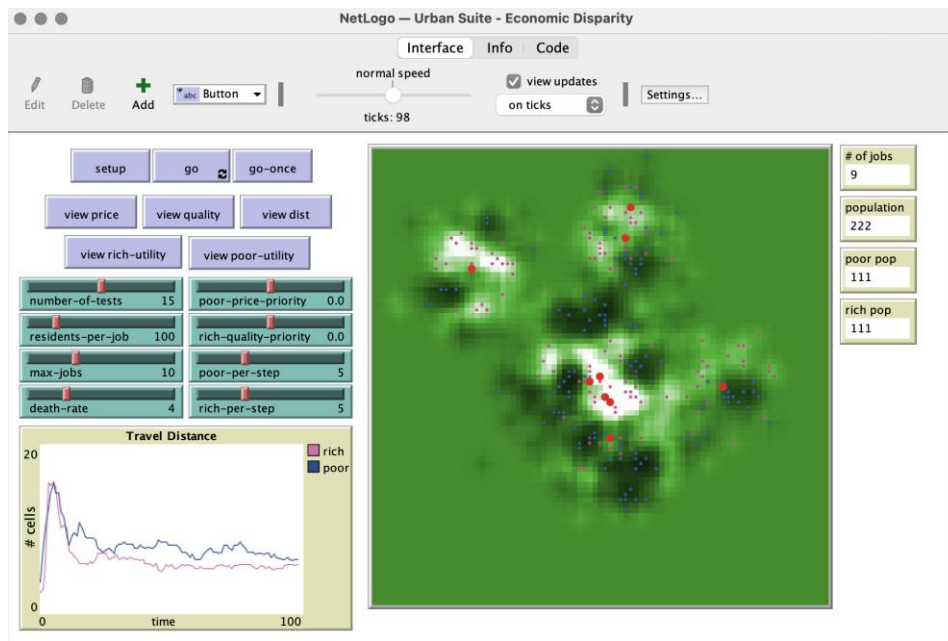 NetLogo — Urban Suite - Economic Disparity
Interface Info Code
Edit Delete Add abc Button normal speed ticks: 98 view updates on ticks Settings...
setup go go-once
view price view quality view dist
view rich-utility view poor-utility
number-of-tests 15 poor-price-priority 0.0
residents-per-job 100 rich-quality-priority 0.0
max-jobs 10 poor-per-step 5
death-rate 4 rich-per-step 5
Travel Distance
20
# cells
0
0 time 100
rich
poor
# of jobs
9
population
222
poor pop
111
rich pop
111